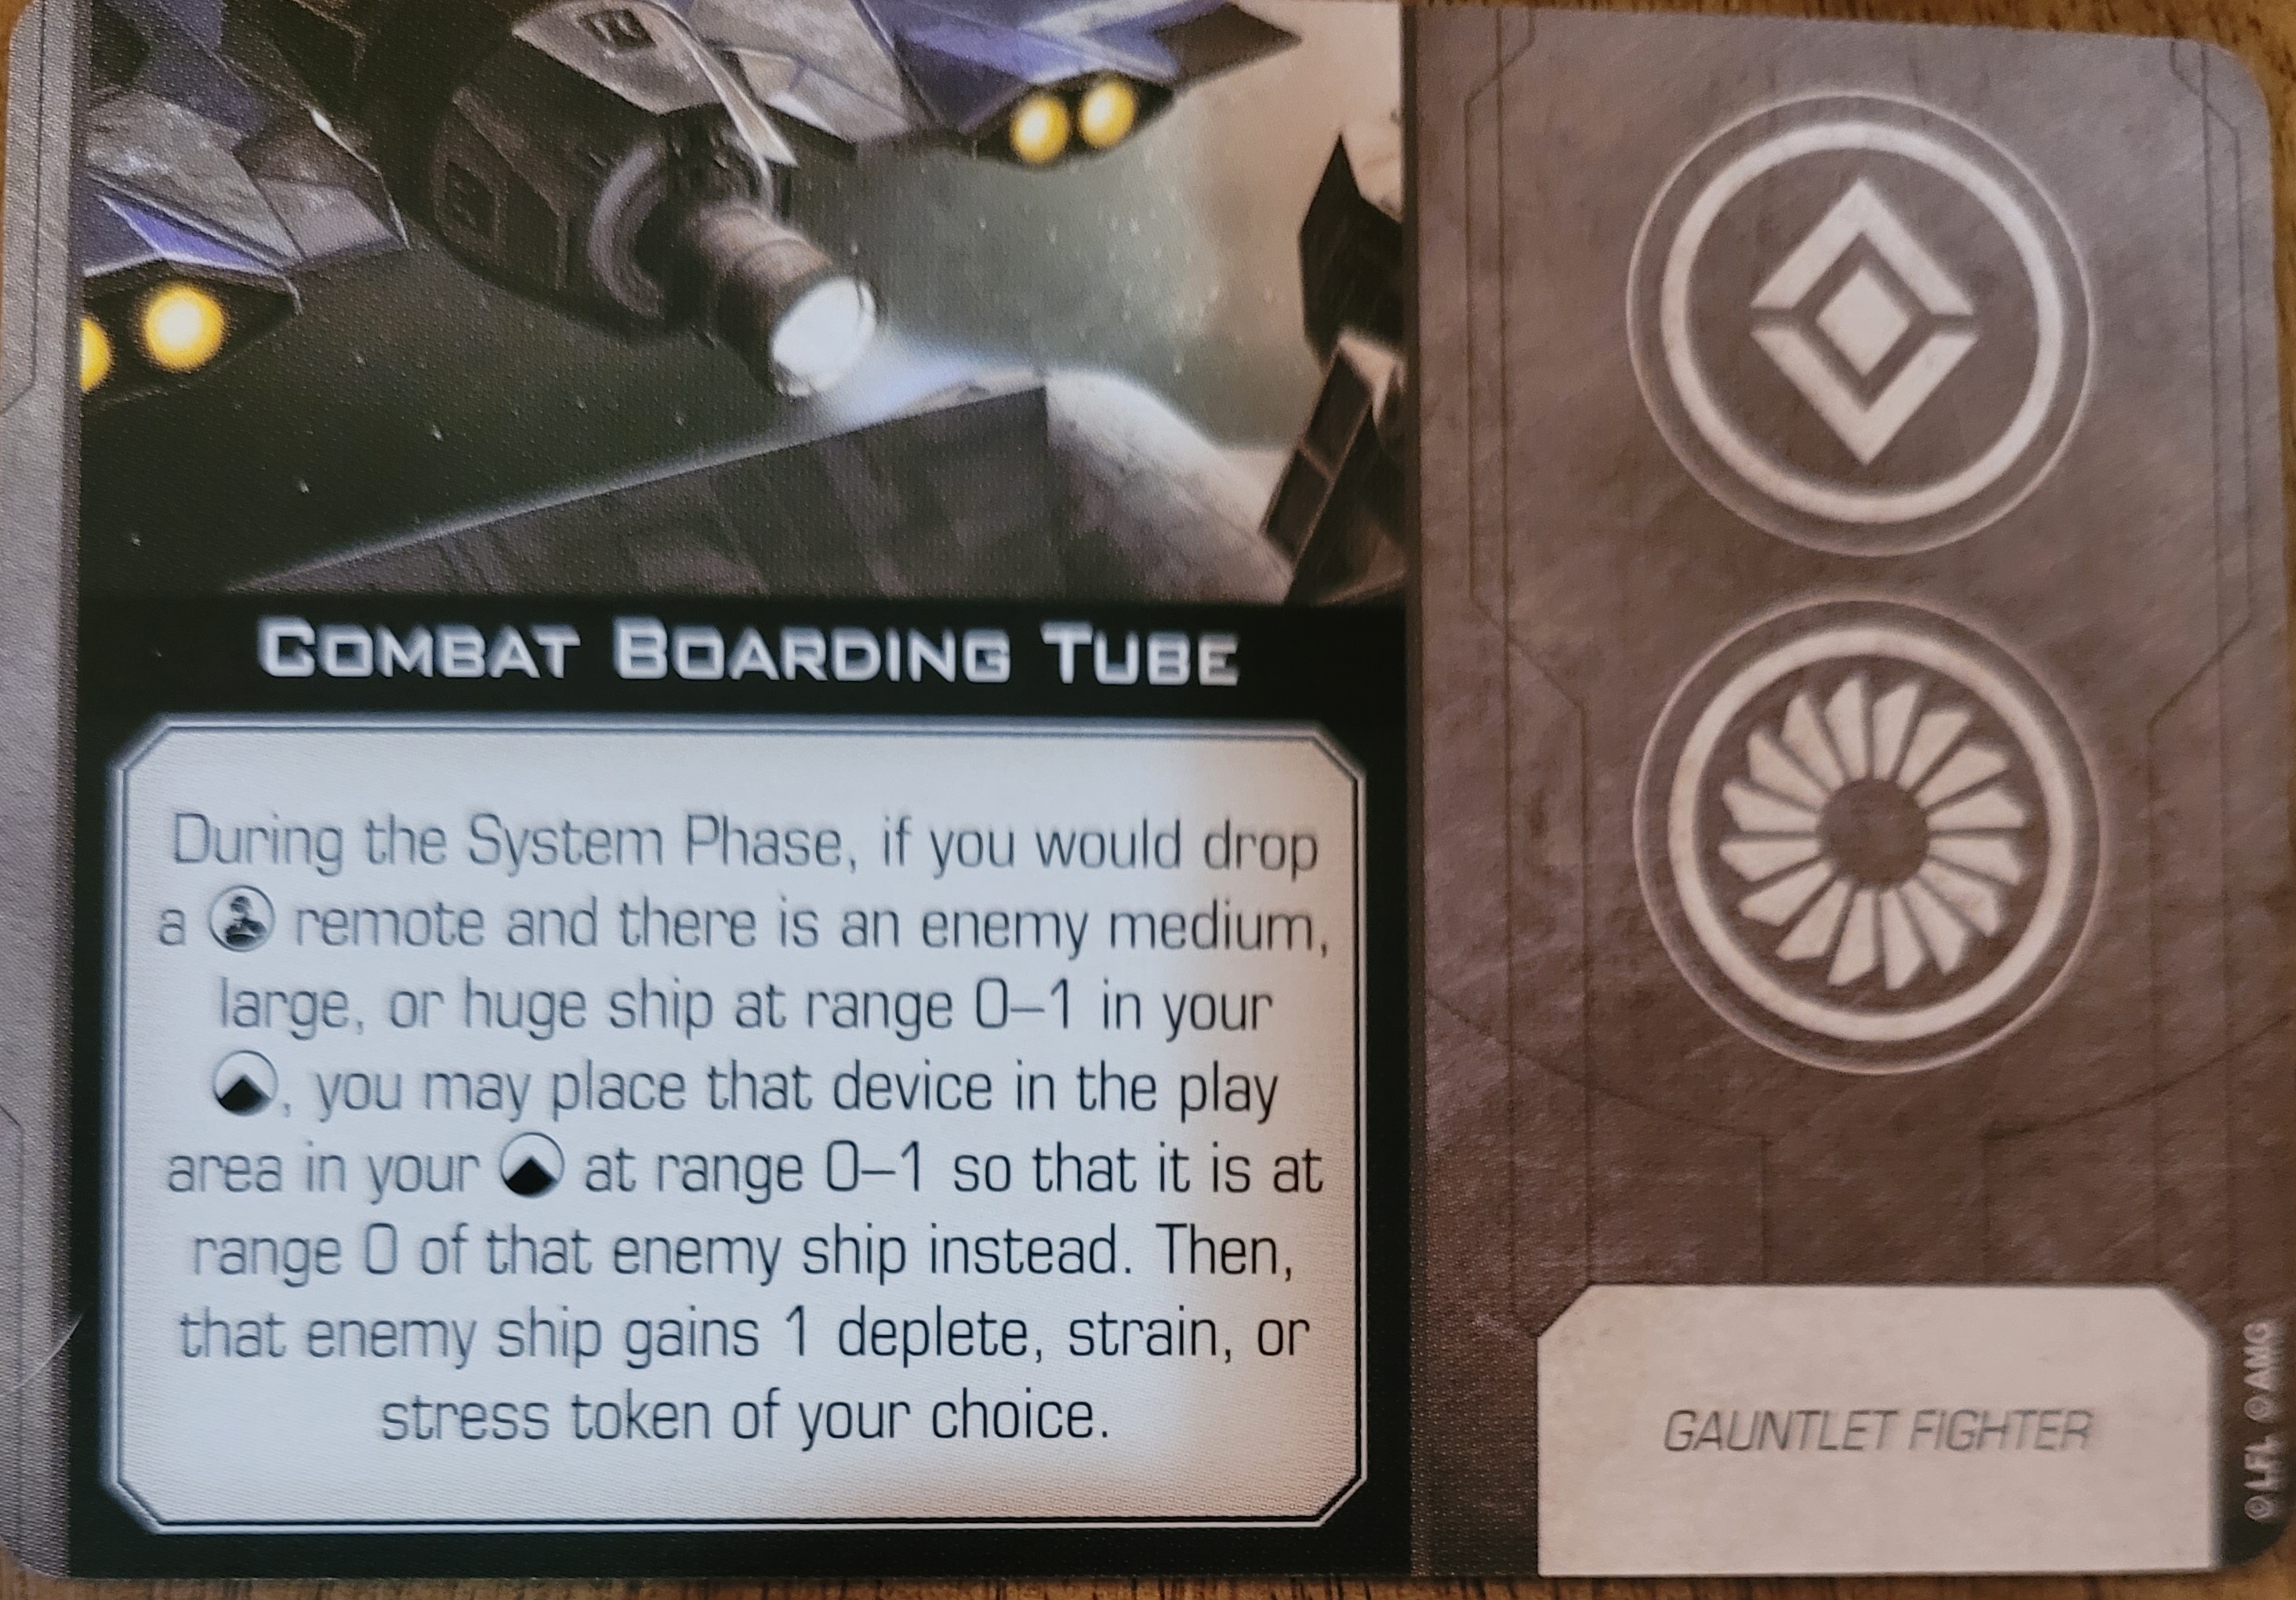 COMBAT BOARDING TUBE
During the System Phase, if you would drop
a remote and there is an enemy medium,
large, or huge ship at range 0–1 in your
, you may place that device in the play
area in your at range 0–1 so that it is at
range 0 of that enemy ship instead. Then,
that enemy ship gains 1 deplete, strain, or
stress token of your choice.
GAUNTLET FIGHTER
©LFL ©AMG